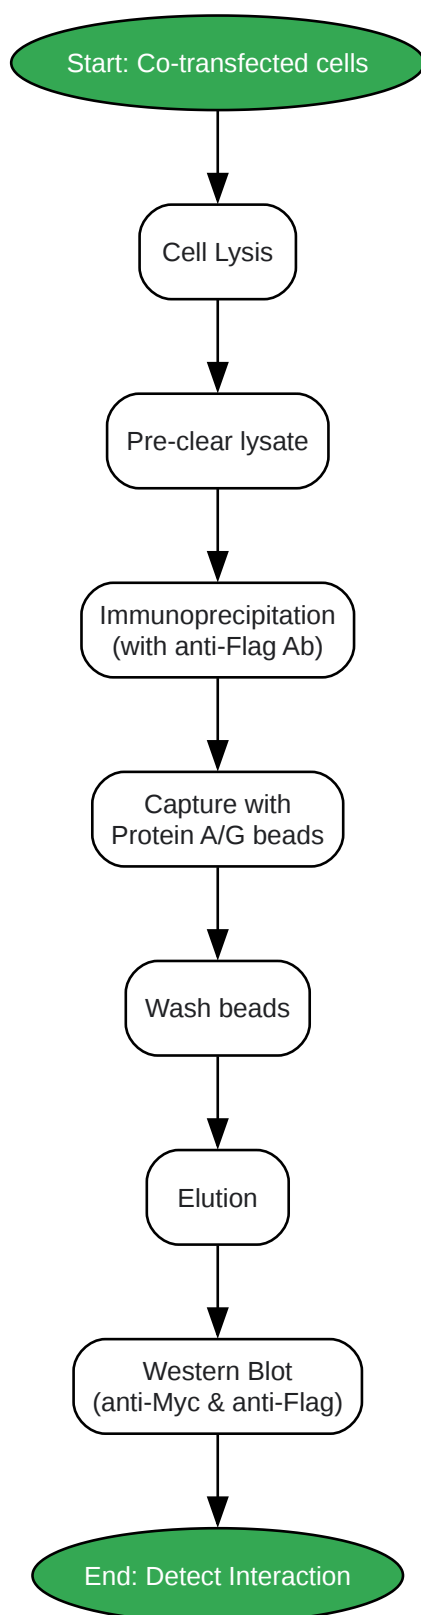 Start: Co-transfected cells
Cell Lysis
Pre-clear lysate
Immunoprecipitation
(with anti-Flag Ab)
Capture with
Protein A/G beads
Wash beads
Elution
Western Blot
(anti-Myc & anti-Flag)
End: Detect Interaction